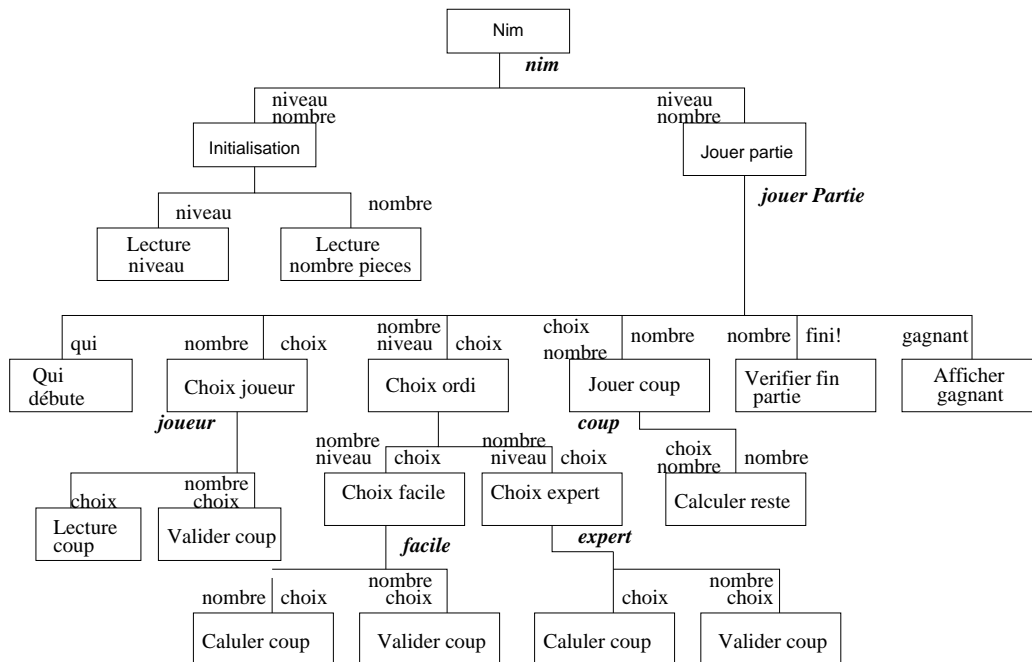 Nim
nim
niveau
nombre
niveau
nombre
Initialisation
Jouer partie
jouer Partie
niveau
nombre
Lecture
niveau
Lecture
nombre pieces
qui
nombre
choix
nombre
niveau
choix
choix
nombre
nombre
nombre
fini!
gagnant
Qui
débute
Choix joueur
Choix ordi
Jouer coup
Verifier fin
partie
Afficher
gagnant
joueur
coup
nombre
niveau
choix
nombre
niveau
choix
choix
nombre
nombre
choix
nombre
choix
Choix facile
Choix expert
Calculer reste
Lecture
coup
Valider coup
facile
expert
nombre
choix
nombre
choix
choix
nombre
choix
Caluler coup
Valider coup
Caluler coup
Valider coup